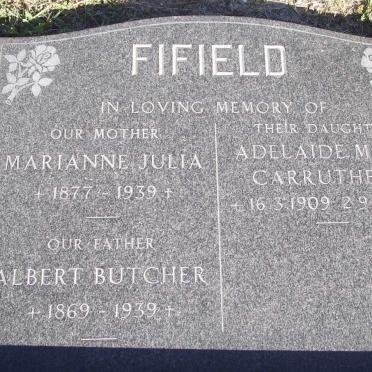 FIFIELD
IN LOVING MEMORY OF
OUR MOTHER
MARIANNE JULIA
+ 1877 - 1939 +
OUR FATHER
ALBERT BUTCHER
+ 1869 - 1939 +
THEIR DAUGHT
ADELAIDE M
CARRUTHE
+ 16.3.1909 2.9